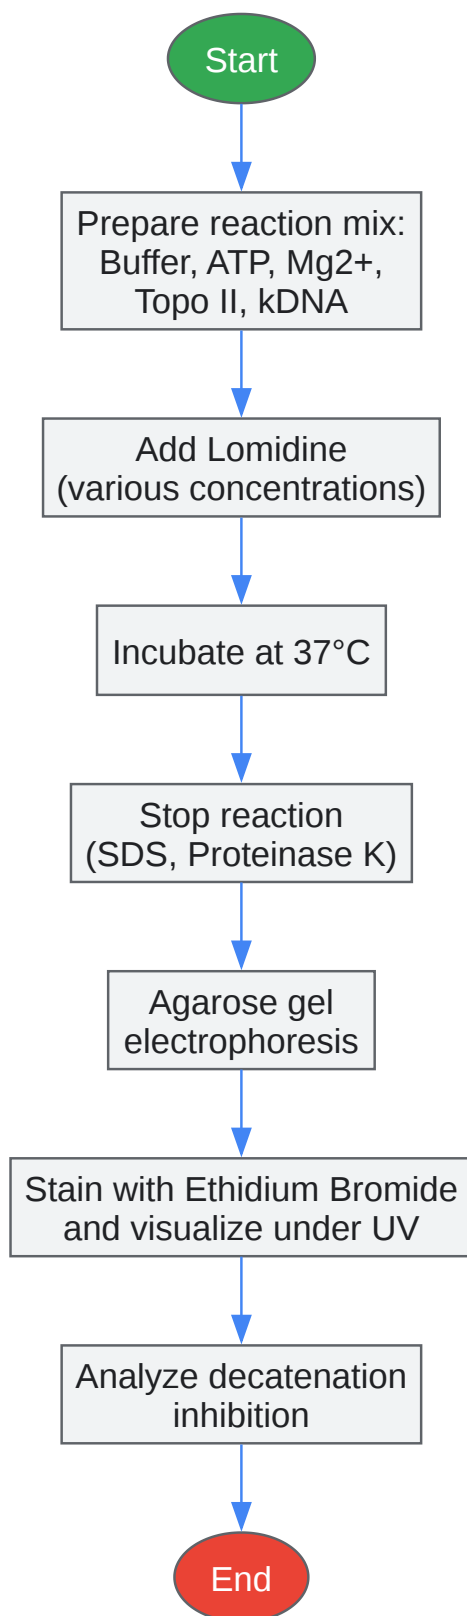 Start
Prepare reaction mix:
Buffer, ATP, Mg2+,
Topo II, kDNA
Add Lomidine
(various concentrations)
Incubate at 37°C
Stop reaction
(SDS, Proteinase K)
Agarose gel
electrophoresis
Stain with Ethidium Bromide
and visualize under UV
Analyze decatenation
inhibition
End